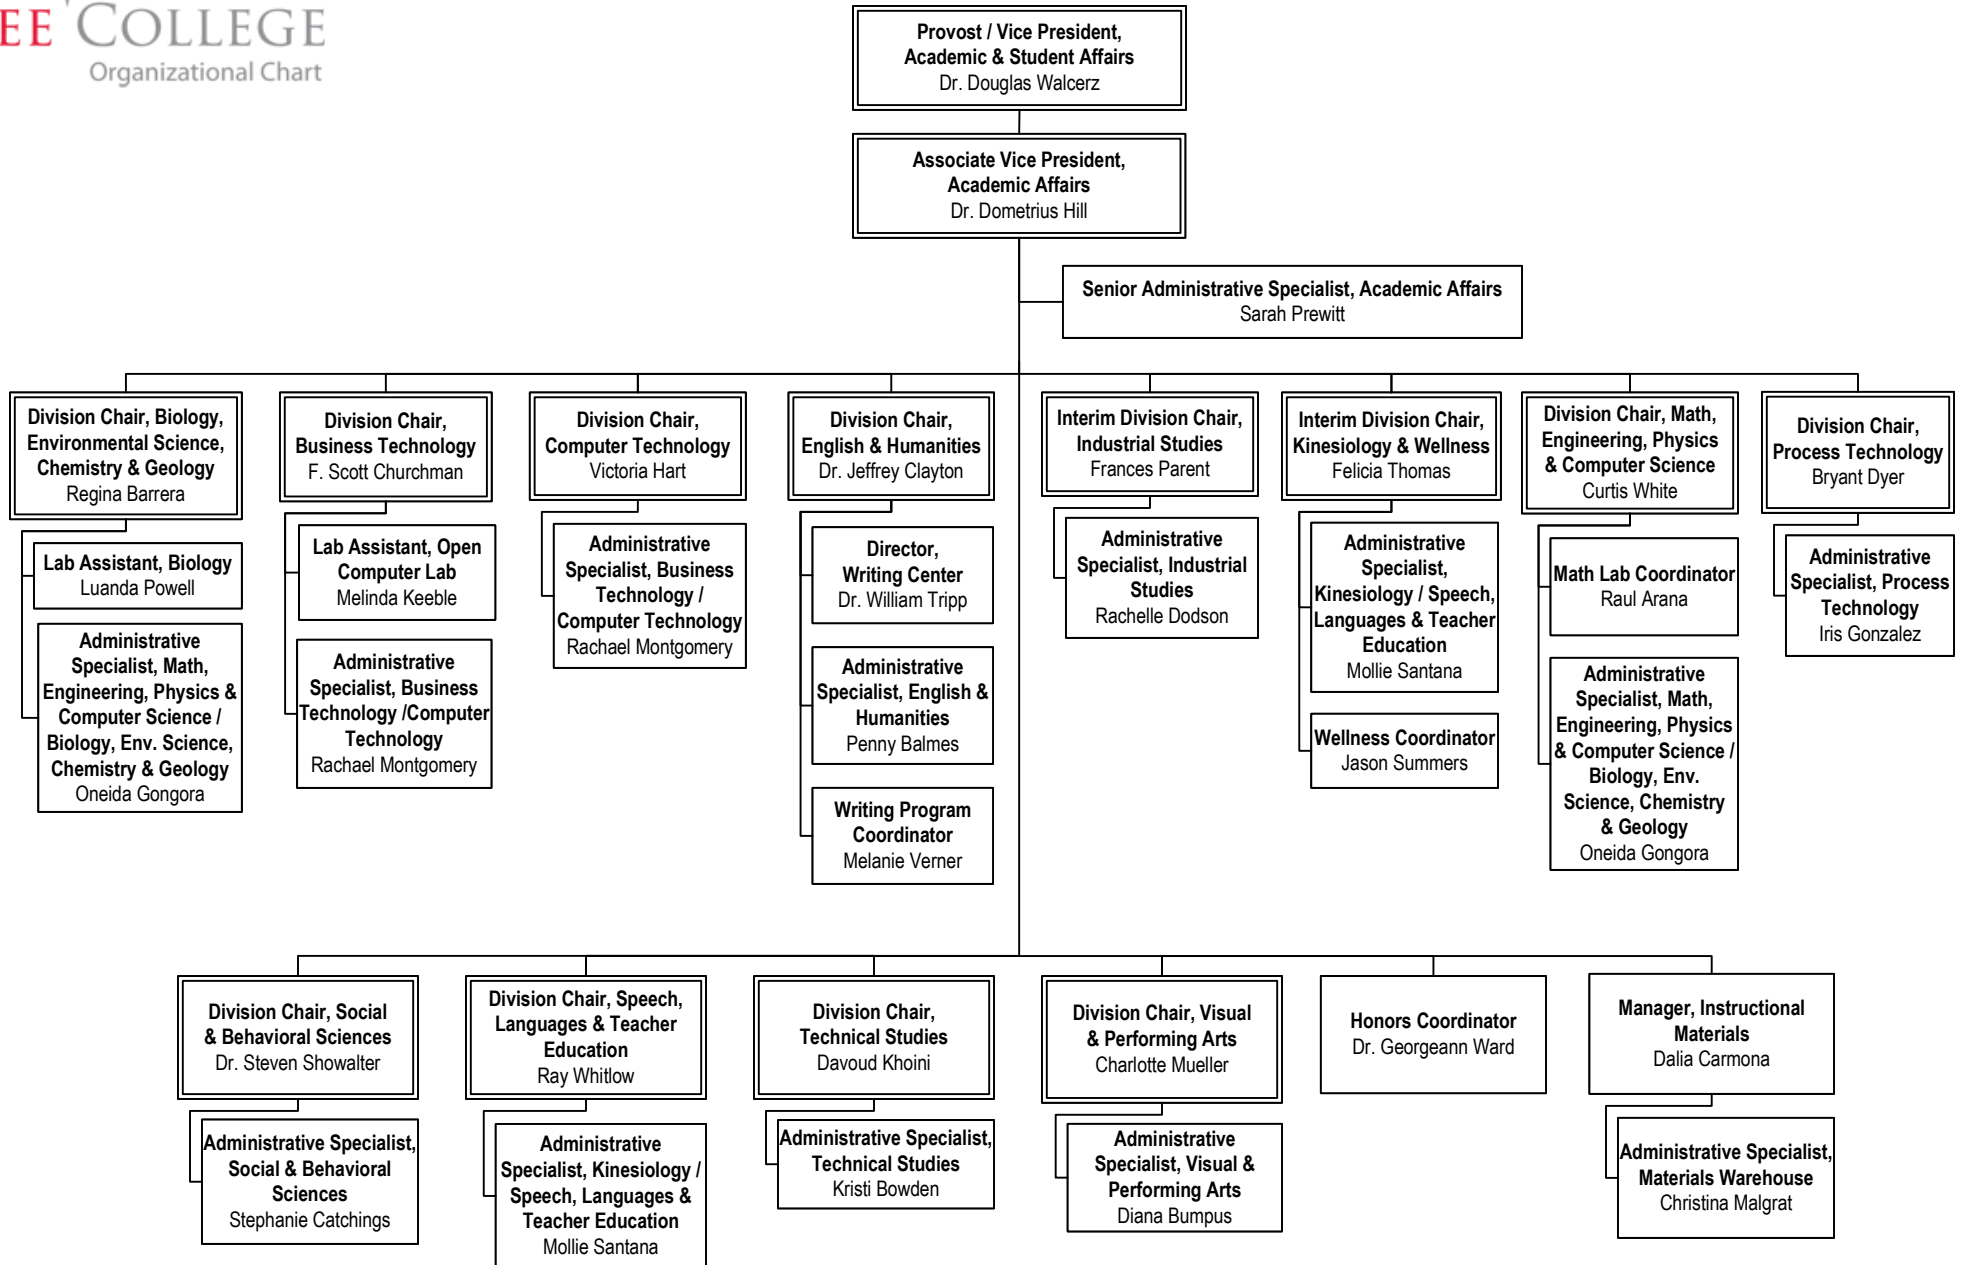 EE COLLEGE
Organizational Chart
Provost / Vice President,
Academic & Student Affairs
Dr. Douglas Walcerz
Associate Vice President,
Academic Affairs
Dr. Dometrius Hill
Senior Administrative Specialist, Academic Affairs
Sarah Prewitt
Division Chair, Biology,
Environmental Science,
Chemistry & Geology
Regina Barrera
Lab Assistant, Biology
Luanda Powell
Administrative
Specialist, Math,
Engineering, Physics &
Computer Science /
Biology, Env. Science,
Chemistry & Geology
Oneida Gongora
Division Chair,
Business Technology
F. Scott Churchman
Lab Assistant, Open
Computer Lab
Melinda Keeble
Administrative
Specialist, Business
Technology /Computer
Technology
Rachael Montgomery
Division Chair,
Computer Technology
Victoria Hart
Administrative
Specialist, Business
Technology /
Computer Technology
Rachael Montgomery
Division Chair,
English & Humanities
Dr. Jeffrey Clayton
Director,
Writing Center
Dr. William Tripp
Administrative
Specialist, English &
Humanities
Penny Balmes
Writing Program
Coordinator
Melanie Verner
Interim Division Chair,
Industrial Studies
Frances Parent
Administrative
Specialist, Industrial
Studies
Rachelle Dodson
Interim Division Chair,
Kinesiology & Wellness
Felicia Thomas
Administrative
Specialist,
Kinesiology / Speech,
Languages & Teacher
Education
Mollie Santana
Wellness Coordinator
Jason Summers
Division Chair, Math,
Engineering, Physics
& Computer Science
Curtis White
Math Lab Coordinator
Raul Arana
Administrative
Specialist, Math,
Engineering, Physics
& Computer Science /
Biology, Env.
Science, Chemistry
& Geology
Oneida Gongora
Division Chair,
Process Technology
Bryant Dyer
Administrative
Specialist, Process
Technology
Iris Gonzalez
Division Chair, Social
& Behavioral Sciences
Dr. Steven Showalter
Administrative Specialist,
Social & Behavioral
Sciences
Stephanie Catchings
Division Chair, Speech,
Languages & Teacher
Education
Ray Whitlow
Administrative
Specialist, Kinesiology /
Speech, Languages &
Teacher Education
Mollie Santana
Division Chair,
Technical Studies
Davoud Khoini
Administrative Specialist,
Technical Studies
Kristi Bowden
Division Chair, Visual
& Performing Arts
Charlotte Mueller
Administrative
Specialist, Visual &
Performing Arts
Diana Bumpus
Honors Coordinator
Dr. Georgeann Ward
Manager, Instructional
Materials
Dalia Carmona
Administrative Specialist,
Materials Warehouse
Christina Malgrat